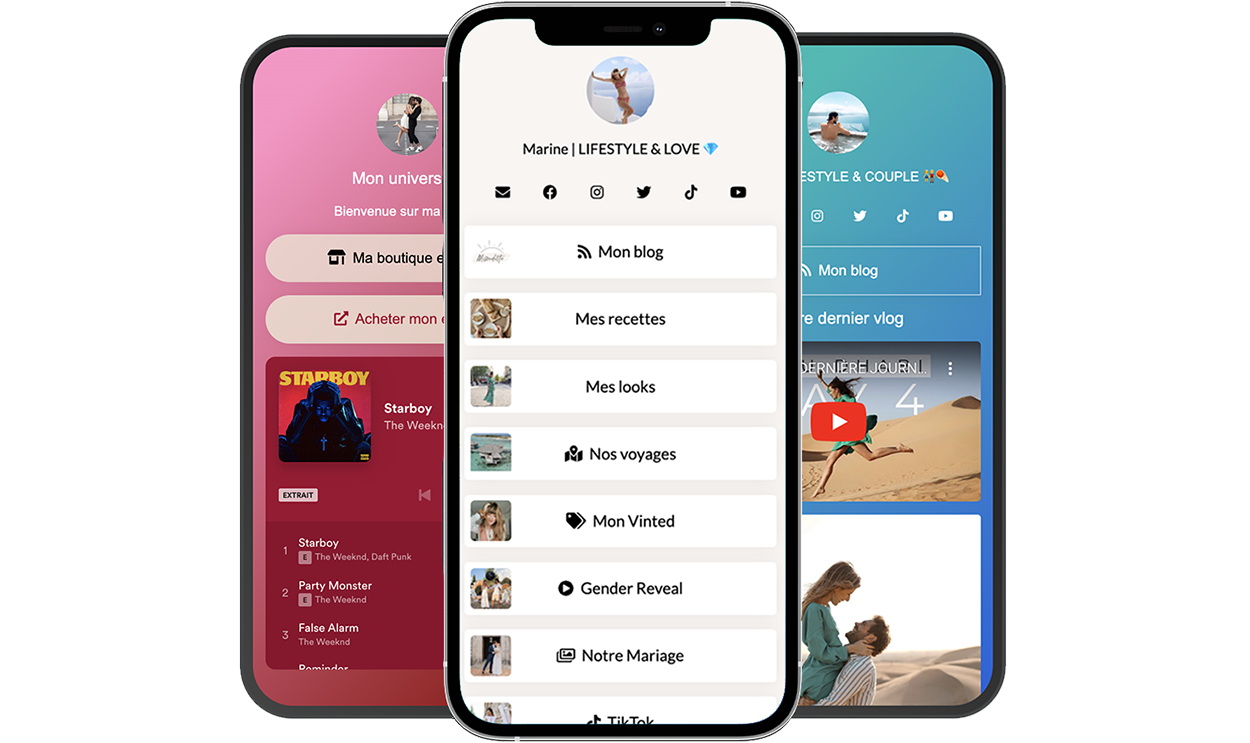 Mon univers
Bienvenue sur ma
Ma boutique e
Acheter mon
STARBOY
Starboy
The Weekn
EXTRAIT
1 Starboy
E The Weeknd, Daft Punk
2 Party Monster
E The Weeknd
3 False Alarm
The Weeknd
Reminder
Marine | LIFESTYLE & LOVE 💎
Mon blog
Mes recettes
Mes looks
Nos voyages
Mon Vinted
Gender Reveal
Notre Mariage
TikTok
ESTYLE & COUPLE
Mon blog
re dernier vlog
DERNIÈRE JOURN...
AY 4